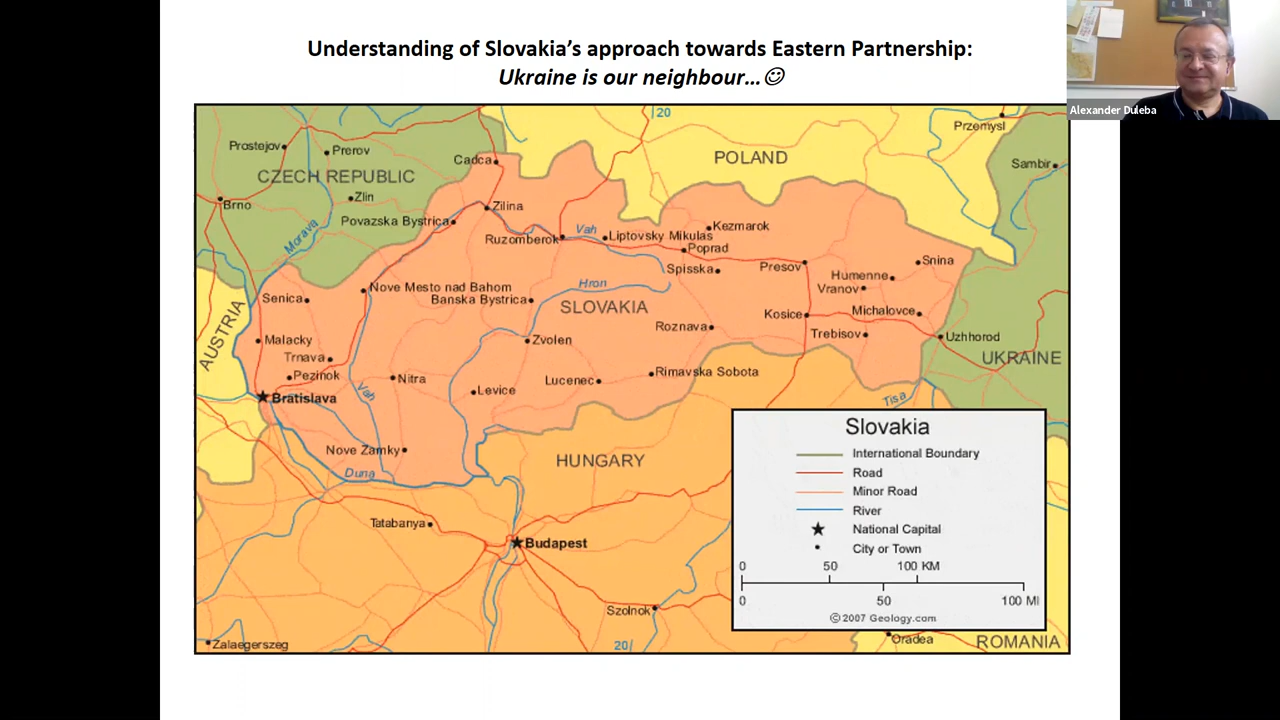 Understanding of Slovakia's approach towards Eastern Partnership:
Ukraine is our neighbour…☺
Alexander Duleba
20
Przemysl
Prostejov
Prerov
Cadca
POLAND
Sambir
CZECH REPUBLIC
Zlin
Brno
Zilina
Povazska Bystrica
Morava
Ruzomberok
Vah
Liptovsky Mikulas
Kezmarok
Poprad
Spisska
Presov
Snina
Humenne
Vranov
Nove Mesto nad Bahom
Hron
Senica
Banska Bystrica
SLOVAKIA
Kosice
Michalovce
AUSTRIA
Malacky
Zvolen
Roznava
Trebisov
Uzhhorod
Trnava
UKRAINE
Pezinok
Nitra
Lucenec
Rimavska Sobota
Vah
Levice
Bratislava
Tisa
Nove Zamky
HUNGARY
Duna
Tatabanya
Budapest
Szolnok
Zalaegerszeg
20
Slovakia
International Boundary
Road
Minor Road
River
National Capital
City or Town
0 50 100 KM
0 50 100 MI
©2007 Geology.com
Oradea
ROMANIA